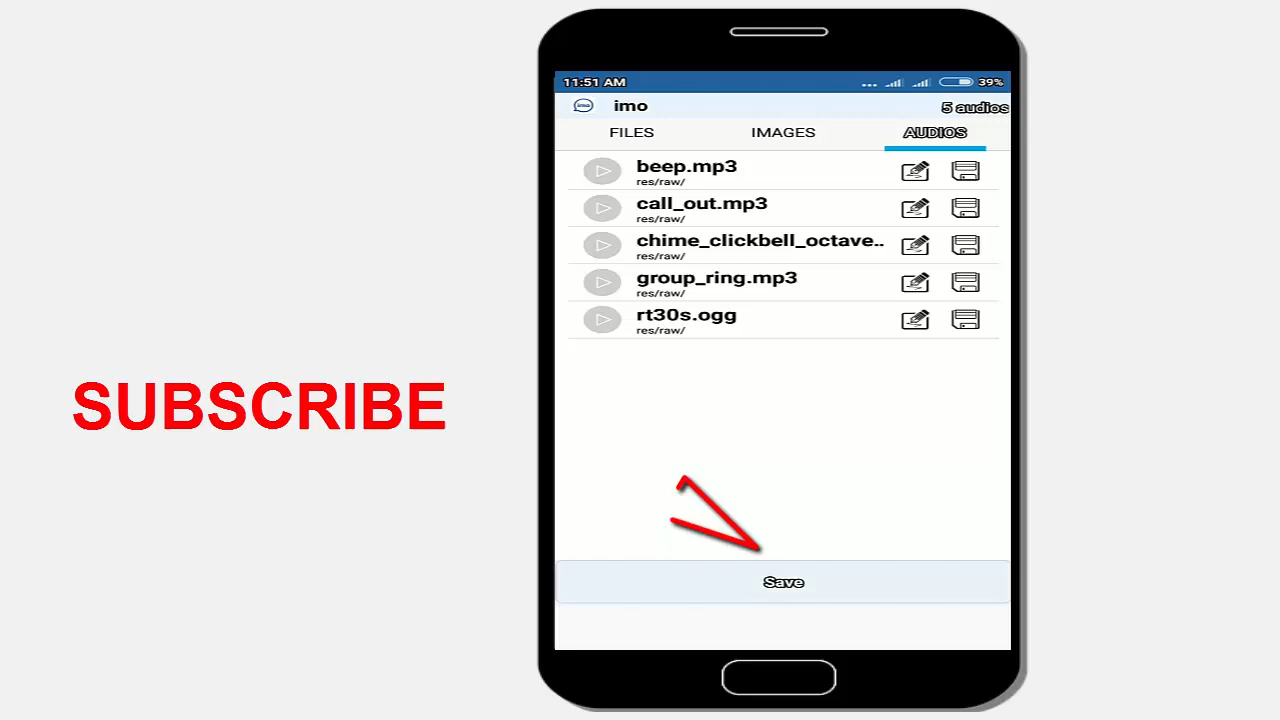 11:51 AM 39%
imo imo 5 audios
FILES IMAGES AUDIOS
beep.mp3
res/raw/
call_out.mp3
res/raw/
chime_clickbell_octave..
res/raw/
group_ring.mp3
res/raw/
rt30s.ogg
res/raw/
SUBSCRIBE
Save